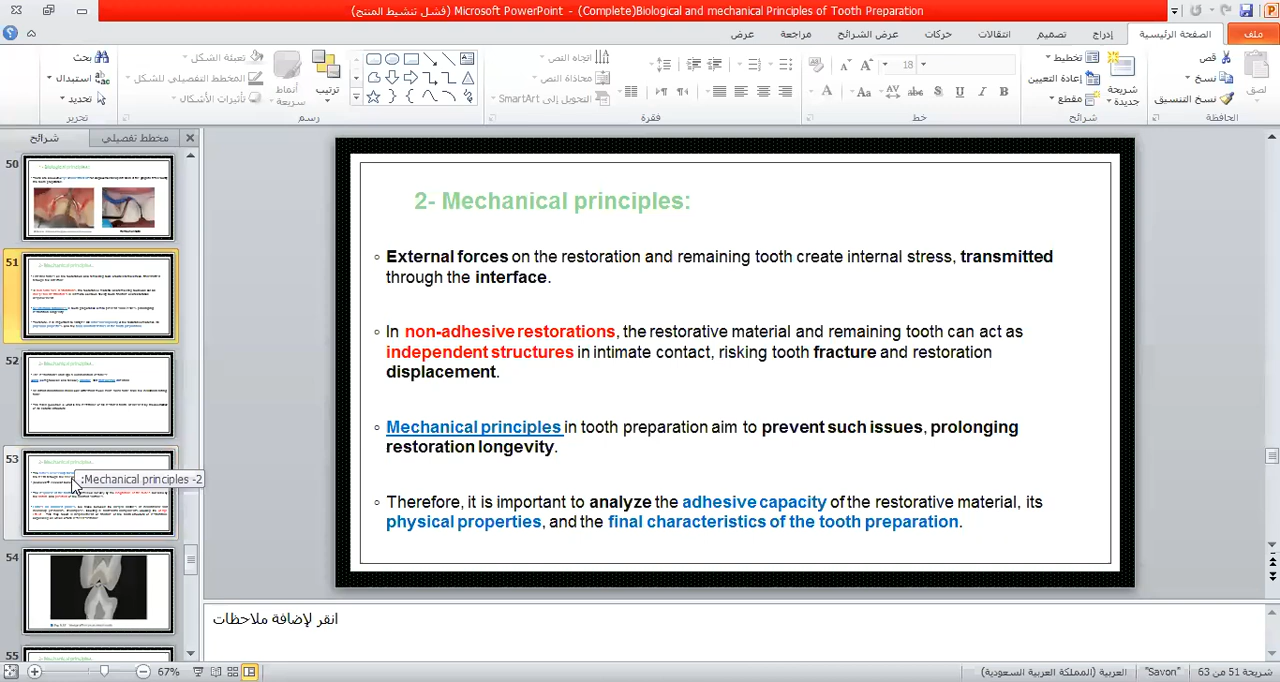 (فشل تنشيط المنتج) Microsoft PowerPoint - (Complete)Biological and mechanical Principles of Tooth Preparation
ملف
الصفحة الرئيسية
إدراج
تصميم
انتقالات
حركات
عرض الشرائح
مراجعة
عرض
لصق
قص
نسخ
نسخ التنسيق
الحافظة
شريحة جديدة
تخطيط
إعادة التعيين
مقطع
شرائح
18
خط
اتجاه النص
محاذاة النص
التحويل إلى SmartArt
فقرة
ترتيب
أنماط سريعة
تعبئة الشكل
المخطط التفصيلي للشكل
تأثيرات الأشكال
رسم
بحث
استبدال
تحديد
تحرير
شرائح
مخطط تفصيلي
50
51
52
53
:Mechanical principles -2
54
55
2- Mechanical principles:
External forces on the restoration and remaining tooth create internal stress, transmitted
through the interface.
In non-adhesive restorations, the restorative material and remaining tooth can act as
independent structures in intimate contact, risking tooth fracture and restoration
displacement.
Mechanical principles in tooth preparation aim to prevent such issues, prolonging
restoration longevity.
Therefore, it is important to analyze the adhesive capacity of the restorative material, its
physical properties, and the final characteristics of the tooth preparation.
انقر لإضافة ملاحظات
شريحة 51 من 63
"Savon"
العربية (المملكة العربية السعودية)
67%